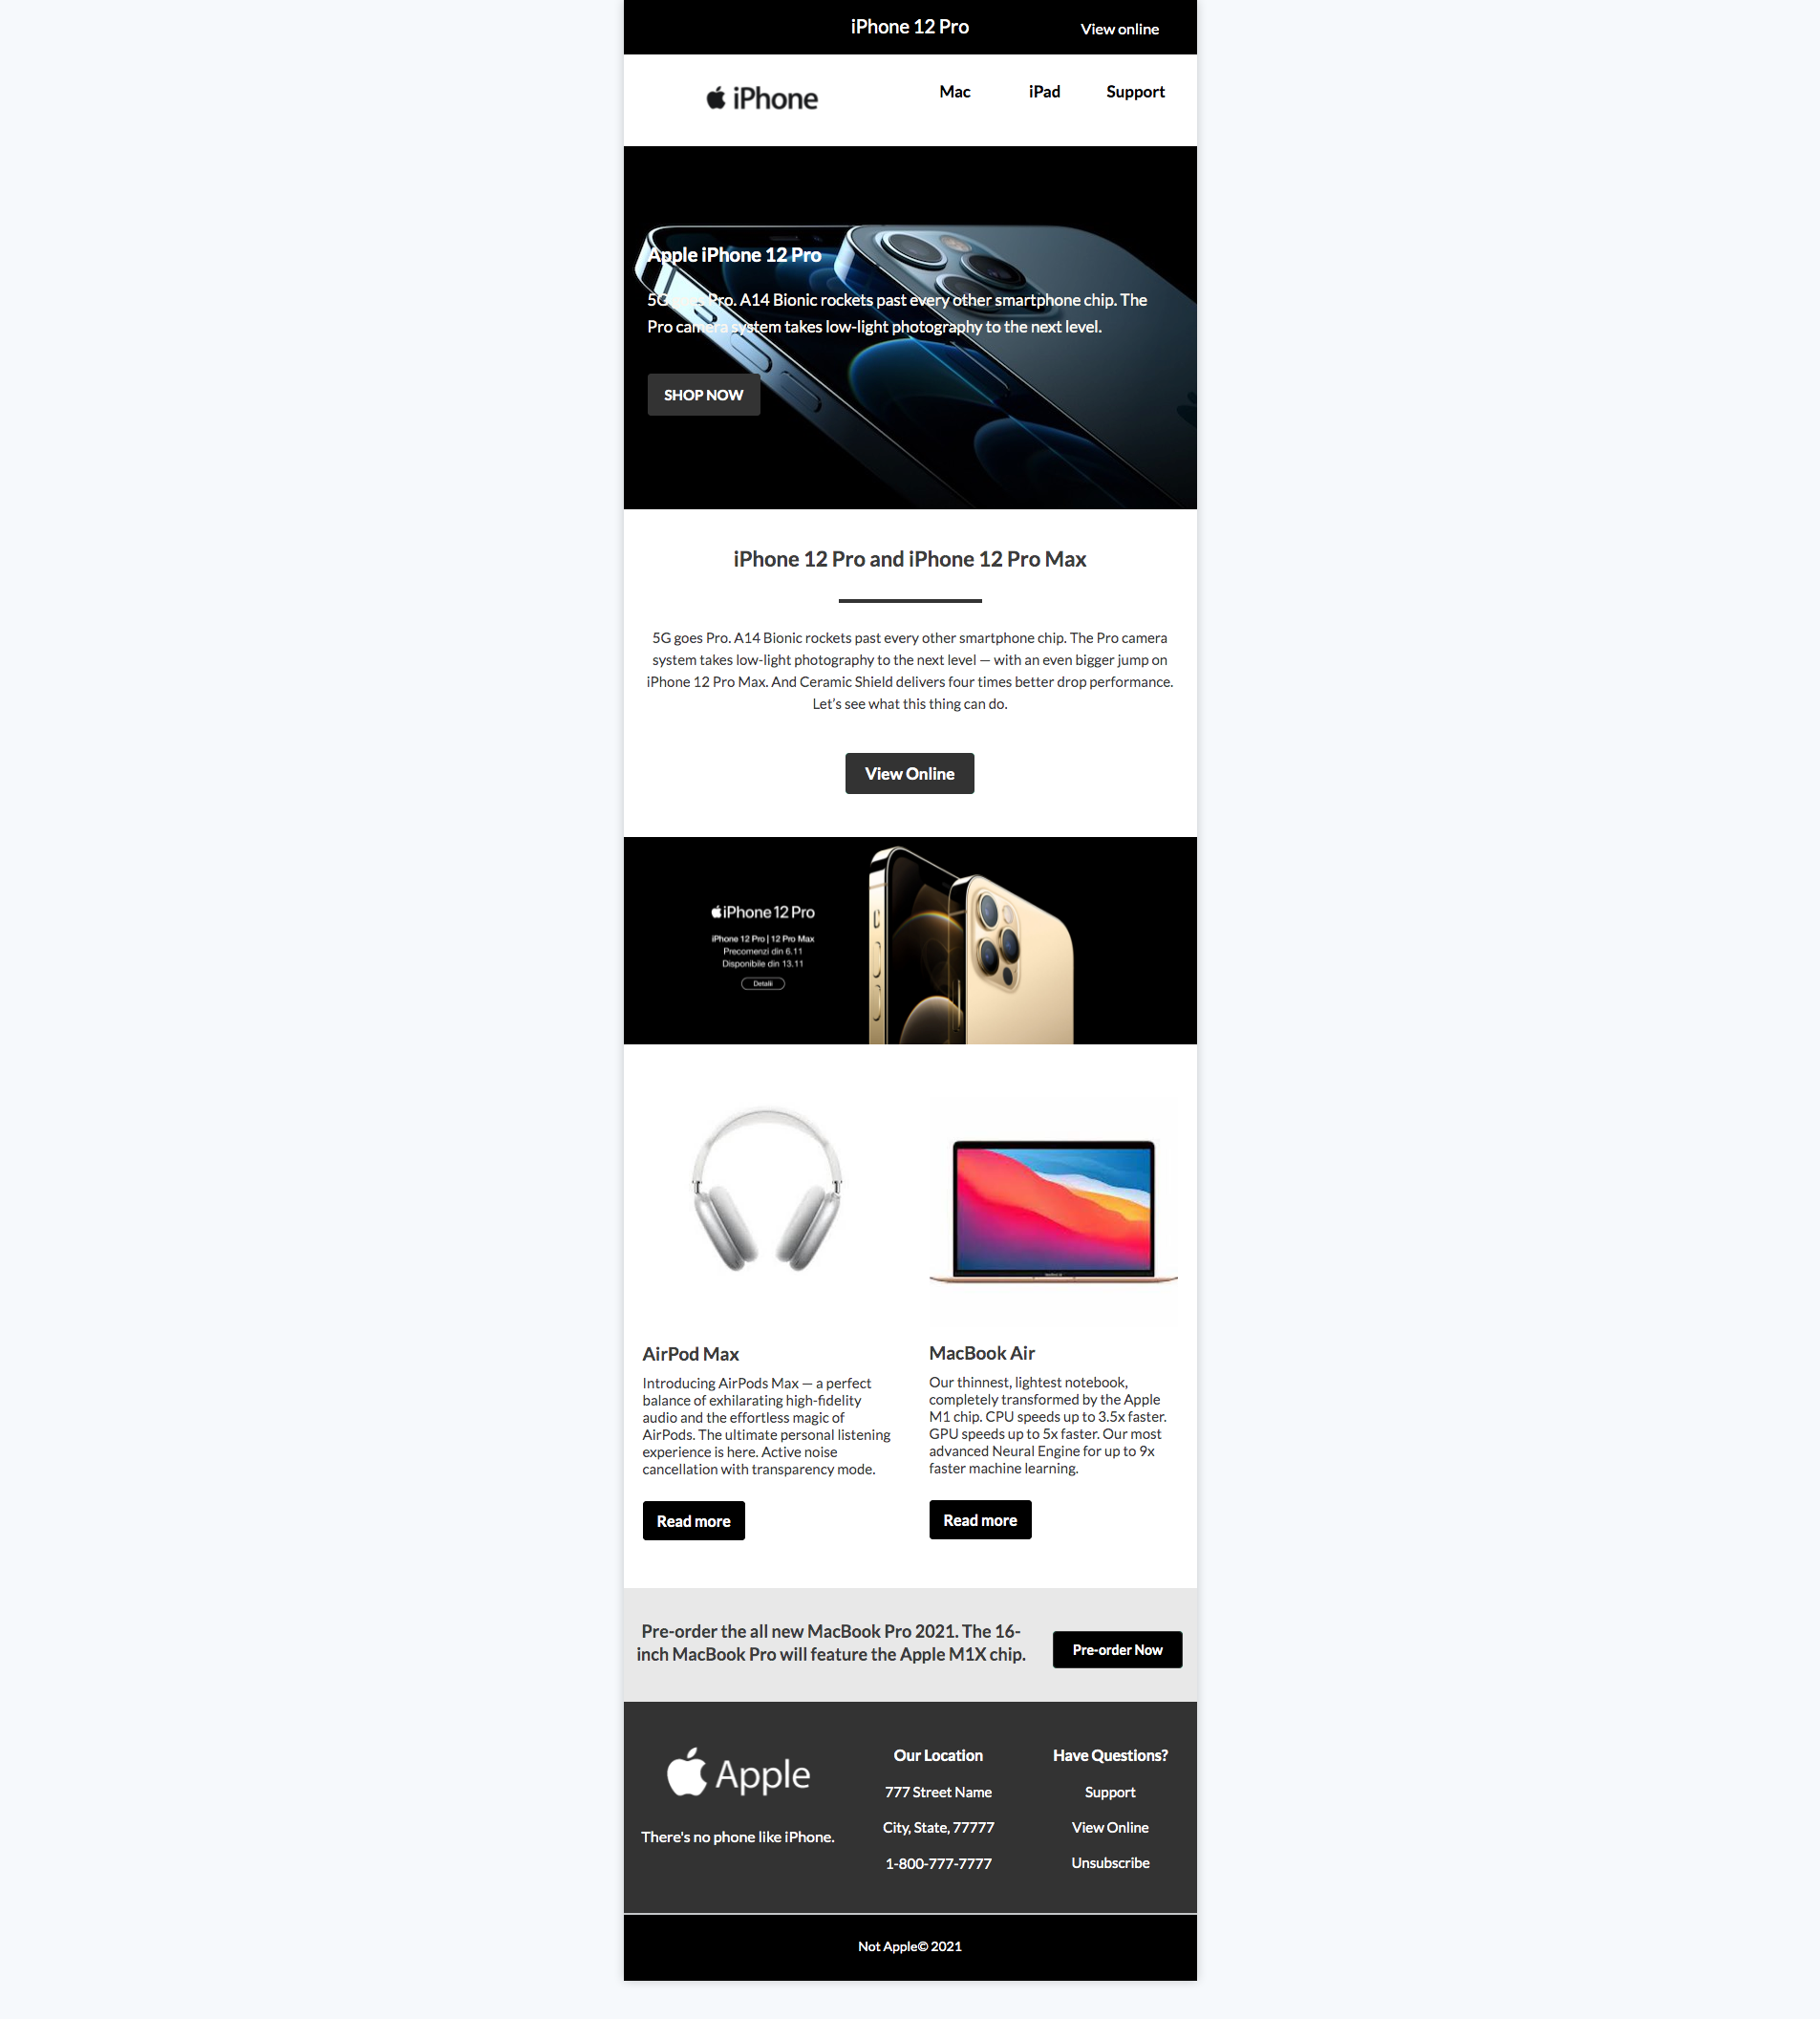 iPhone 12 Pro
View online
iPhone
Mac
iPad
Support
Apple iPhone 12 Pro
5G goes Pro. A14 Bionic rockets past every other smartphone chip. The
Pro camera system takes low-light photography to the next level.
SHOP NOW
iPhone 12 Pro and iPhone 12 Pro Max
5G goes Pro. A14 Bionic rockets past every other smartphone chip. The Pro camera
system takes low-light photography to the next level — with an even bigger jump on
iPhone 12 Pro Max. And Ceramic Shield delivers four times better drop performance.
Let’s see what this thing can do.
View Online
iPhone 12 Pro
iPhone 12 Pro | 12 Pro Max
Precomenzi din 6.11
Disponibile din 13.11
Detalii
AirPod Max
Introducing AirPods Max — a perfect
balance of exhilarating high-fidelity
audio and the effortless magic of
AirPods. The ultimate personal listening
experience is here. Active noise
cancellation with transparency mode.
Read more
MacBook Air
Our thinnest, lightest notebook,
completely transformed by the Apple
M1 chip. CPU speeds up to 3.5x faster.
GPU speeds up to 5x faster. Our most
advanced Neural Engine for up to 9x
faster machine learning.
Read more
Pre-order the all new MacBook Pro 2021. The 16-
inch MacBook Pro will feature the Apple M1X chip.
Pre-order Now
Apple
There's no phone like iPhone.
Our Location
777 Street Name
City, State, 77777
1-800-777-7777
Have Questions?
Support
View Online
Unsubscribe
Not Apple© 2021